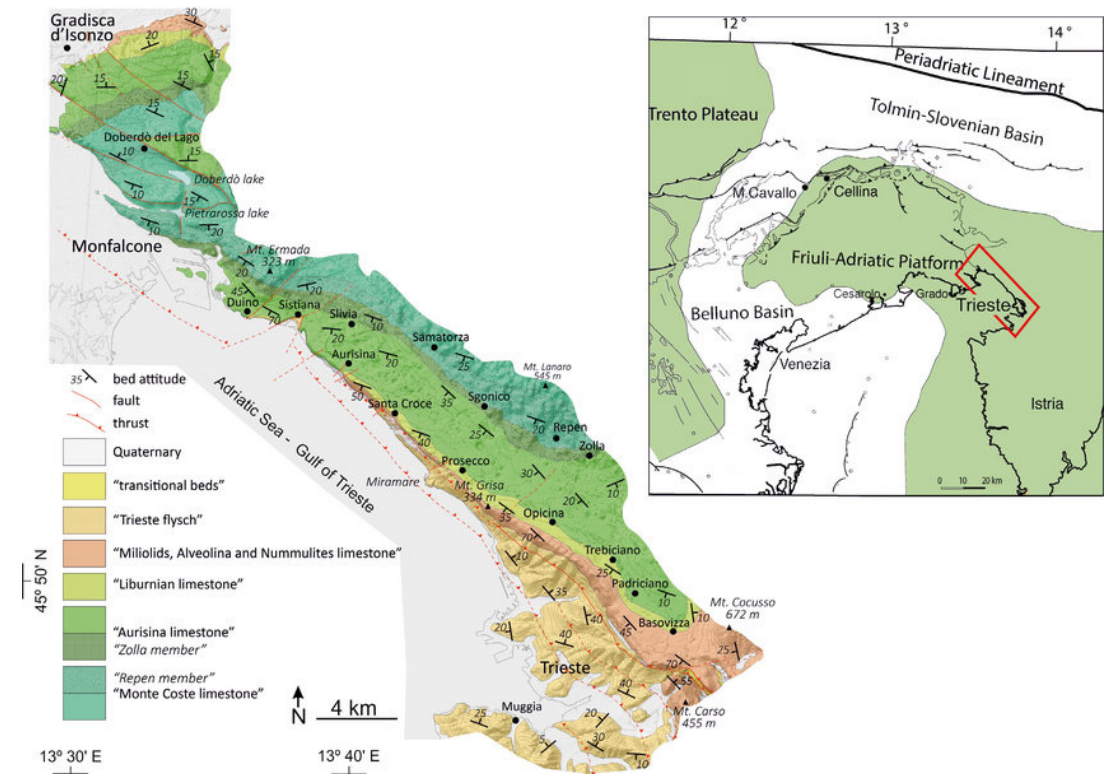 Gradisca
d'Isonzo
30
20
15
20
15
15
15
Doberdò del Lago
10
15
Doberdò lake
10
15
Pietrarossa lake
10
20
Monfalcone
Mt. Ermada
323 m
20
20
45
Duino
70
Sistiana
Slivia
10
20
Samatorza
25
Aurisina
20
Mt. Lanaro
545 m
50
35
Santa Croce
Sgonico
20
Repen
40
25
Zolla
Prosecco
30
10
Miramare
Mt. Grisa
334 m
20
35
Opicina
70
10
Trebiciano
25
Padriciano
35
10
10
Mt. Cocusso
672 m
40
45
Basovizza
20
25
40
Trieste
70
55
40
Mt. Carso
455 m
Muggia
25
20
5
30
10
Adriatic Sea - Gulf of Trieste
35 bed attitude
fault
thrust
Quaternary
"transitional beds"
"Trieste flysch"
"Miliolids, Alveolina and Nummulites limestone"
"Liburnian limestone"
"Aurisina limestone"
"Zolla member"
"Repen member"
"Monte Coste limestone"
N
4 km
45° 50' N
13° 30' E
13° 40' E
12°
13°
14°
Periadriatic Lineament
Tolmin-Slovenian Basin
Trento Plateau
M.Cavallo
Cellina
Friuli-Adriatic Piatform
Cesarolo
Grado
Trieste
Belluno Basin
Venezia
Istria
0 10 20 km